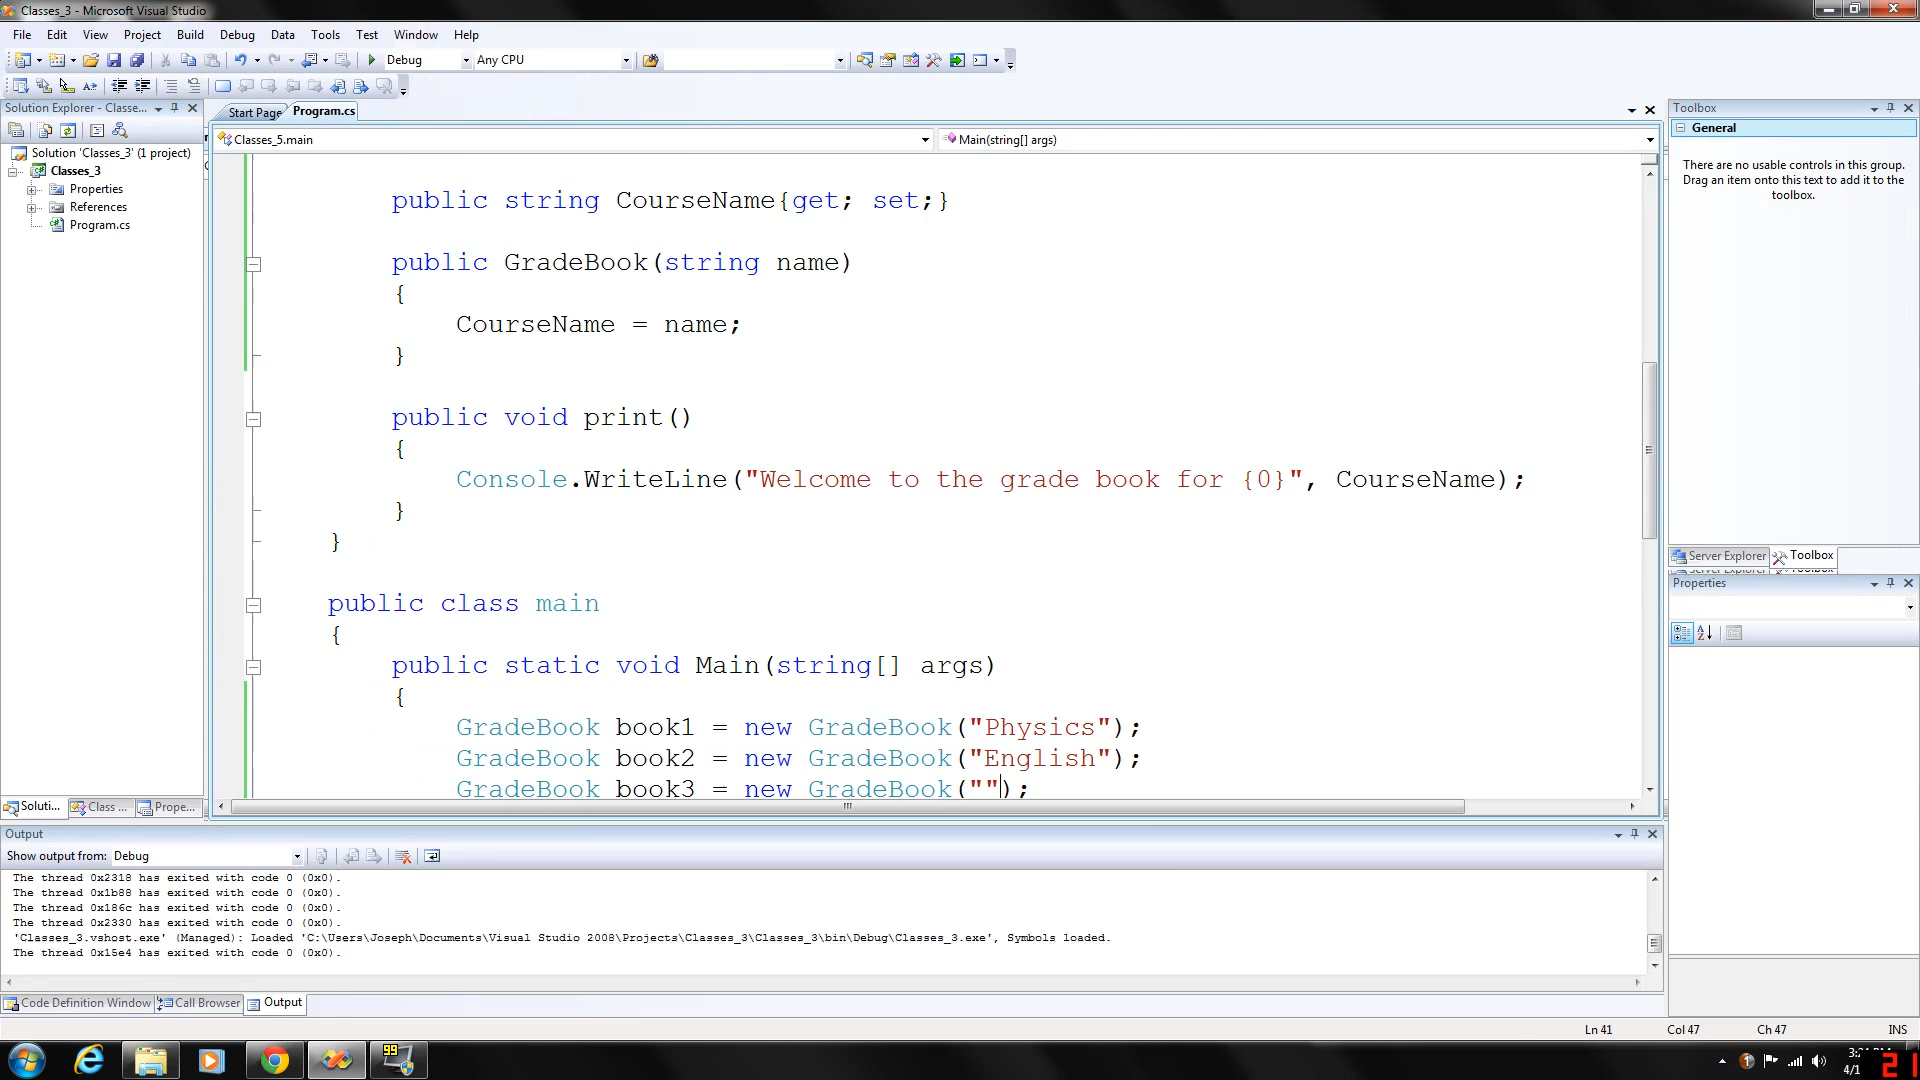 Classes_3 - Microsoft Visual Studio
File Edit View Project Build Debug Data Tools Test Window Help
Debug Any CPU
Solution Explorer - Classe...
Solution 'Classes_3' (1 project)
Classes_3
Properties
References
Program.cs
Start Page Program.cs
Classes_5.main Main(string[] args)
public string CourseName{get; set;}
public GradeBook(string name)
{
CourseName = name;
}
public void print()
{
Console.WriteLine("Welcome to the grade book for {0}", CourseName);
}
}
public class main
{
public static void Main(string[] args)
{
GradeBook book1 = new GradeBook("Physics");
GradeBook book2 = new GradeBook("English");
GradeBook book3 = new GradeBook("");
Toolbox
General
There are no usable controls in this group.
Drag an item onto this text to add it to the
toolbox.
Server Explorer Toolbox
Properties
Soluti... Class ... Prope...
Output
Show output from: Debug
The thread 0x2318 has exited with code 0 (0x0).
The thread 0x1b88 has exited with code 0 (0x0).
The thread 0x186c has exited with code 0 (0x0).
The thread 0x2330 has exited with code 0 (0x0).
'Classes_3.vshost.exe' (Managed): Loaded 'C:\Users\Joseph\Documents\Visual Studio 2008\Projects\Classes_3\Classes_3\bin\Debug\Classes_3.exe', Symbols loaded.
The thread 0x15e4 has exited with code 0 (0x0).
Code Definition Window Call Browser Output
Ln 41 Col 47 Ch 47 INS
99
4/1
21